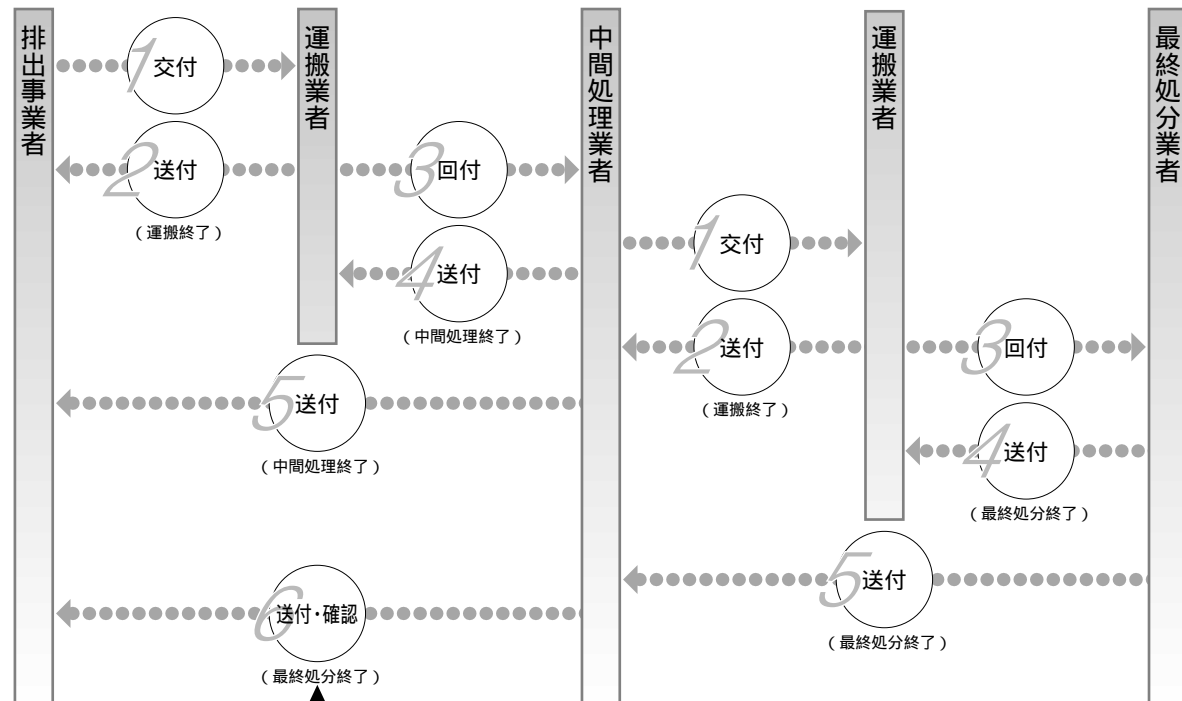 排出事業者
運搬業者
中間処理業者
運搬業者
最終処分業者
1 交付
2 送付
（運搬終了）
3 回付
4 送付
（中間処理終了）
5 送付
（中間処理終了）
6 送付・確認
（最終処分終了）
1 交付
2 送付
（運搬終了）
3 回付
4 送付
（最終処分終了）
5 送付
（最終処分終了）